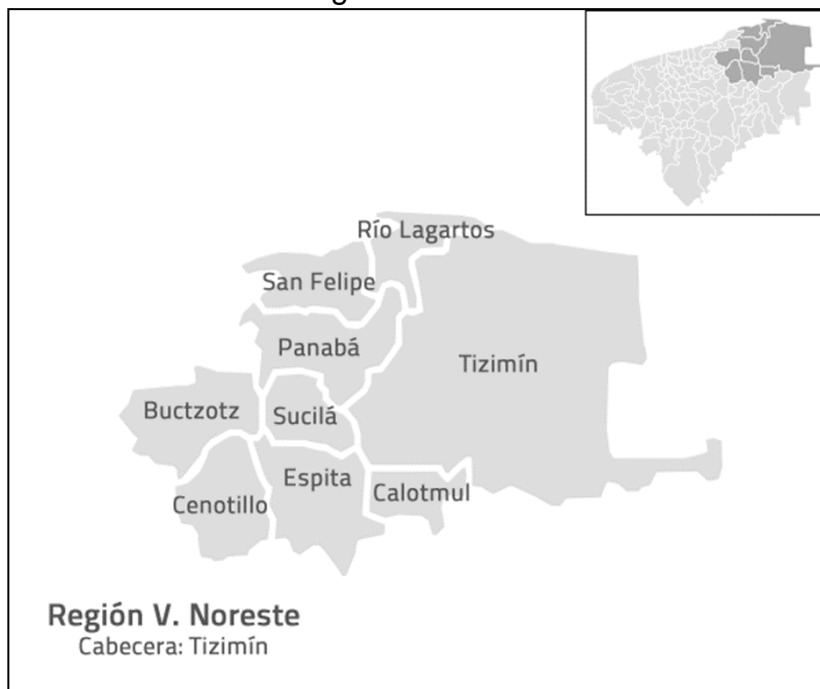 Río Lagartos
San Felipe
Panabá
Tizimín
Buctzotz
Sucilá
Espita
Calotmul
Cenotillo
Región V. Noreste
Cabecera: Tizimín